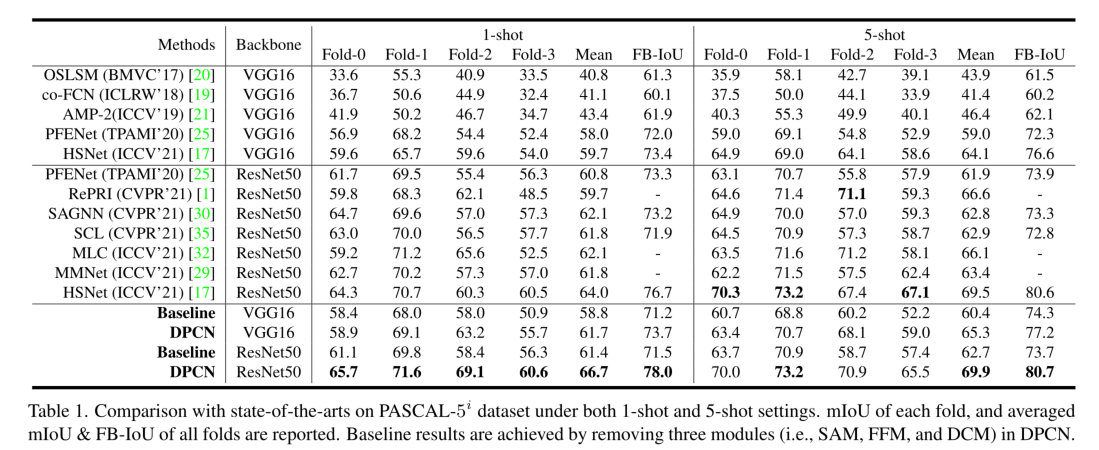 1-shot 5-shot
Methods Backbone
Fold-0 Fold-1 Fold-2 Fold-3 Mean FB-IoU Fold-0 Fold-1 Fold-2 Fold-3 Mean FB-IoU
OSLSM (BMVC'17) [20] VGG16 33.6 55.3 40.9 33.5 40.8 61.3 35.9 58.1 42.7 39.1 43.9 61.5
co-FCN (ICLRW'18) [19] VGG16 36.7 50.6 44.9 32.4 41.1 60.1 37.5 50.0 44.1 33.9 41.4 60.2
AMP-2(ICCV'19) [21] VGG16 41.9 50.2 46.7 34.7 43.4 61.9 40.3 55.3 49.9 40.1 46.4 62.1
PFENet (TPAMI'20) [25] VGG16 56.9 68.2 54.4 52.4 58.0 72.0 59.0 69.1 54.8 52.9 59.0 72.3
HSNet (ICCV'21) [17] VGG16 59.6 65.7 59.6 54.0 59.7 73.4 64.9 69.0 64.1 58.6 64.1 76.6
PFENet (TPAMI'20) [25] ResNet50 61.7 69.5 55.4 56.3 60.8 73.3 63.1 70.7 55.8 57.9 61.9 73.9
RePRI (CVPR'21) [1] ResNet50 59.8 68.3 62.1 48.5 59.7 - 64.6 71.4 71.1 59.3 66.6 -
SAGNN (CVPR'21) [30] ResNet50 64.7 69.6 57.0 57.3 62.1 73.2 64.9 70.0 57.0 59.3 62.8 73.3
SCL (CVPR'21) [35] ResNet50 63.0 70.0 56.5 57.7 61.8 71.9 64.5 70.9 57.3 58.7 62.9 72.8
MLC (ICCV'21) [32] ResNet50 59.2 71.2 65.6 52.5 62.1 - 63.5 71.6 71.2 58.1 66.1 -
MMNet (ICCV'21) [29] ResNet50 62.7 70.2 57.3 57.0 61.8 - 62.2 71.5 57.5 62.4 63.4 -
HSNet (ICCV'21) [17] ResNet50 64.3 70.7 60.3 60.5 64.0 76.7 70.3 73.2 67.4 67.1 69.5 80.6
Baseline VGG16 58.4 68.0 58.0 50.9 58.8 71.2 60.7 68.8 60.2 52.2 60.4 74.3
DPCN VGG16 58.9 69.1 63.2 55.7 61.7 73.7 63.4 70.7 68.1 59.0 65.3 77.2
Baseline ResNet50 61.1 69.8 58.4 56.3 61.4 71.5 63.7 70.9 58.7 57.4 62.7 73.7
DPCN ResNet50 65.7 71.6 69.1 60.6 66.7 78.0 70.0 73.2 70.9 65.5 69.9 80.7
Table 1. Comparison with state-of-the-arts on PASCAL-5^i dataset under both 1-shot and 5-shot settings. mIoU of each fold, and averaged
mIoU & FB-IoU of all folds are reported. Baseline results are achieved by removing three modules (i.e., SAM, FFM, and DCM) in DPCN.